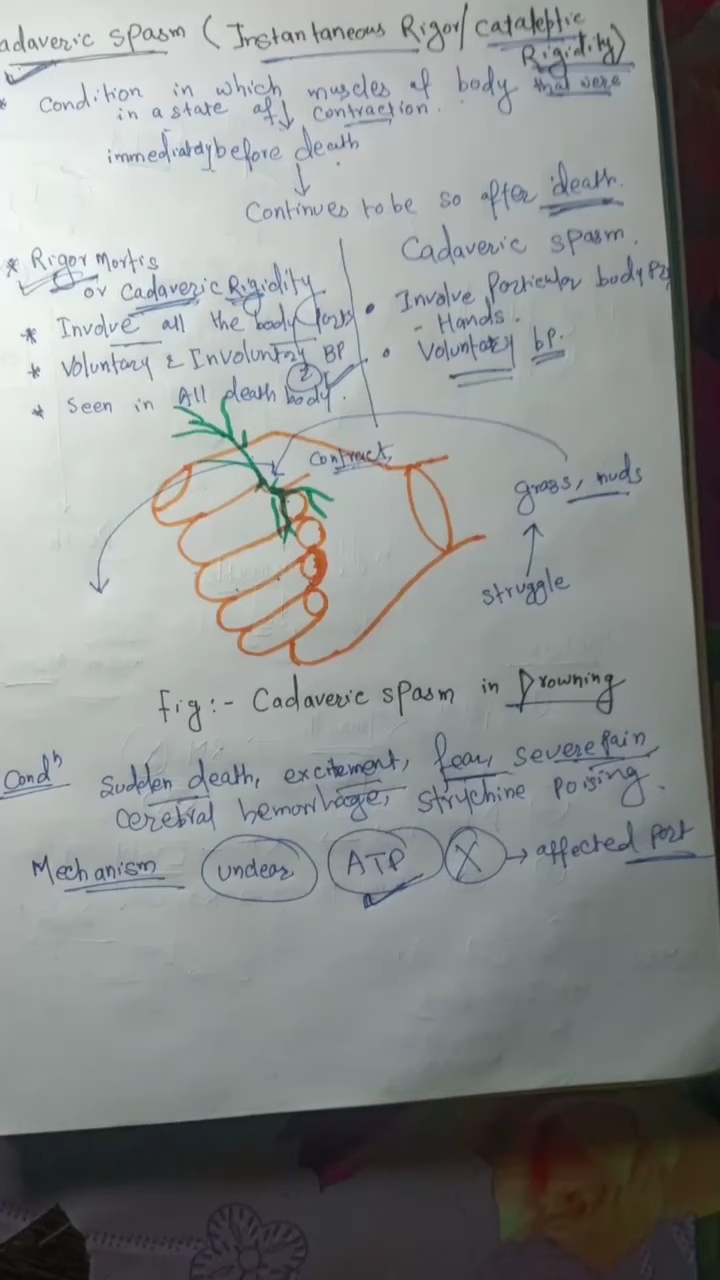 adaveric spasm (Instantaneous Rigor/Cataleptic
Rigidity)
* Condition in which muscles of body that were
in a state of contraction.
immediately before death
Continues to be so after death.
* Rigor Mortis
or Cadaveric Rigidity
* Involve all the body parts
* Voluntary & Involuntry BP
* Seen in All death body.
2
Cadaveric spasm.
• Involve Particular body
- Hands.
• Voluntary bp.
Contract,
grass, muds
struggle
Fig:- Cadaveric spasm in Drowning
Condn Sudden death, excitement, fear, severe pain
cerebral hemorrhage, strychine poising.
Mechanism unclear ATP X → affected part